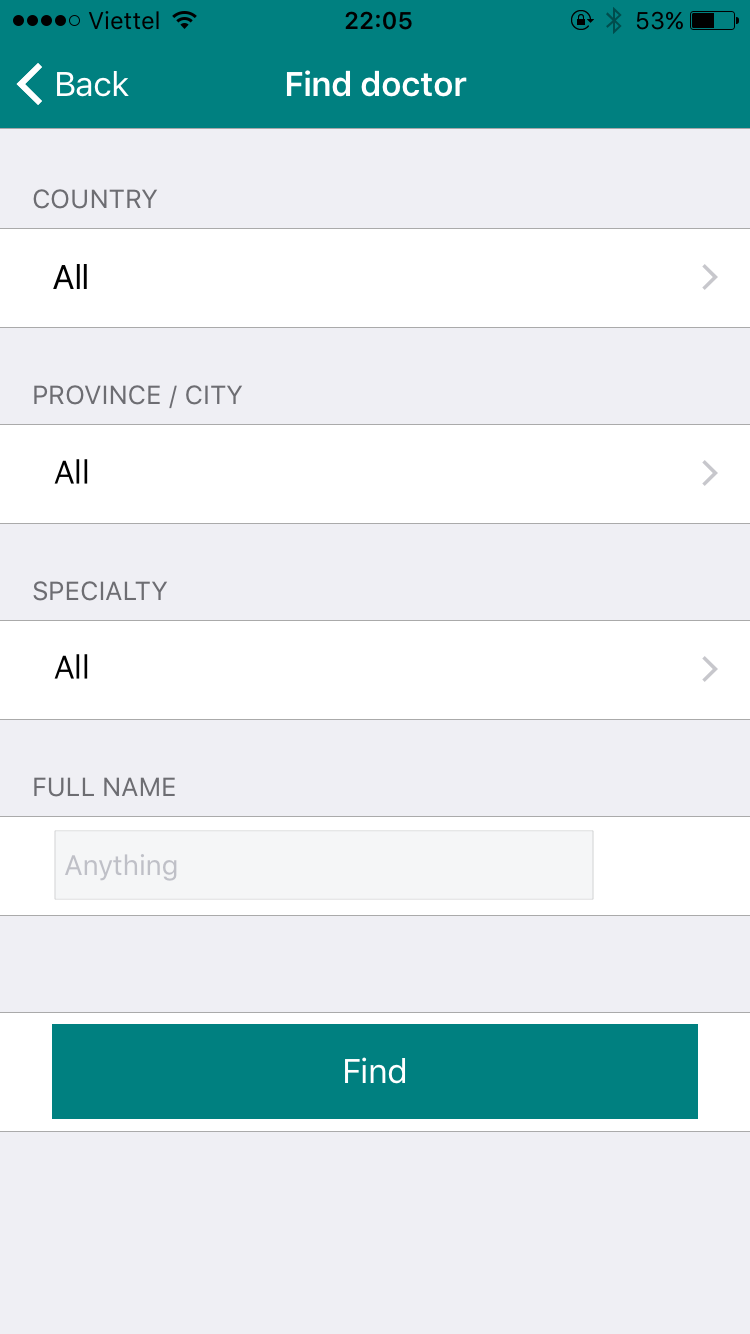 Viettel 22:05 53%
Back Find doctor
COUNTRY
All
PROVINCE / CITY
All
SPECIALTY
All
FULL NAME
Anything
Find